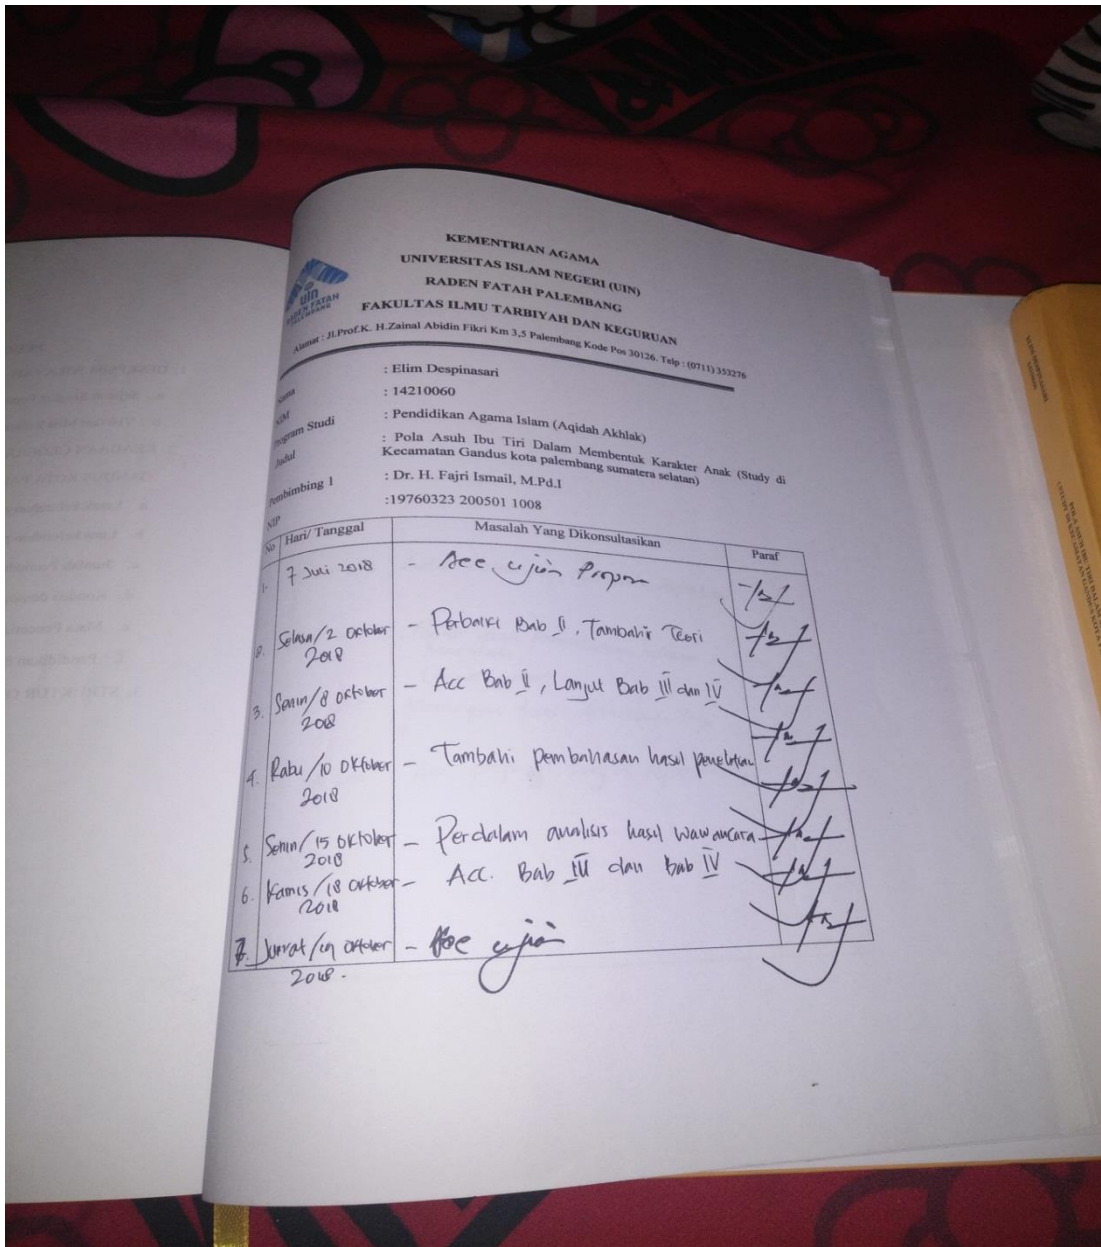 KEMENTRIAN AGAMA
UNIVERSITAS ISLAM NEGERI (UIN)
RADEN FATAH PALEMBANG
FAKULTAS ILMU TARBIYAH DAN KEGURUAN
Alamat : Jl.Prof.K. H.Zainal Abidin Fikri Km 3,5 Palembang Kode Pos 30126. Telp : (0711) 353276
uin
RADEN FATAH
PALEMBANG
Nama : Elim Despinasari
NIM : 14210060
Program Studi : Pendidikan Agama Islam (Aqidah Akhlak)
Judul : Pola Asuh Ibu Tiri Dalam Membentuk Karakter Anak (Study di
Kecamatan Gandus kota palembang sumatera selatan)
Pembimbing 1 : Dr. H. Fajri Ismail, M.Pd.I
NIP :19760323 200501 1008
No Hari/ Tanggal Masalah Yang Dikonsultasikan Paraf
1. 7 Juli 2018 - Acc ujian
2. Selasa/2 Oktober - Perbaiki Bab II, Tambahir Teori
2018
3. Senin/8 Oktober - Acc Bab II, Lanjut Bab III dan IV
2018
4. Rabu/10 Oktober - Tambahi pembahasan hasil penelitian
2018
5. Senin/15 Oktober - Perdalam analisis hasil wawancara
2018
6. Kamis/18 Oktober - Acc. Bab III dan Bab IV
2018
7. Jum'at/19 Oktober - Acc ujian
2018.